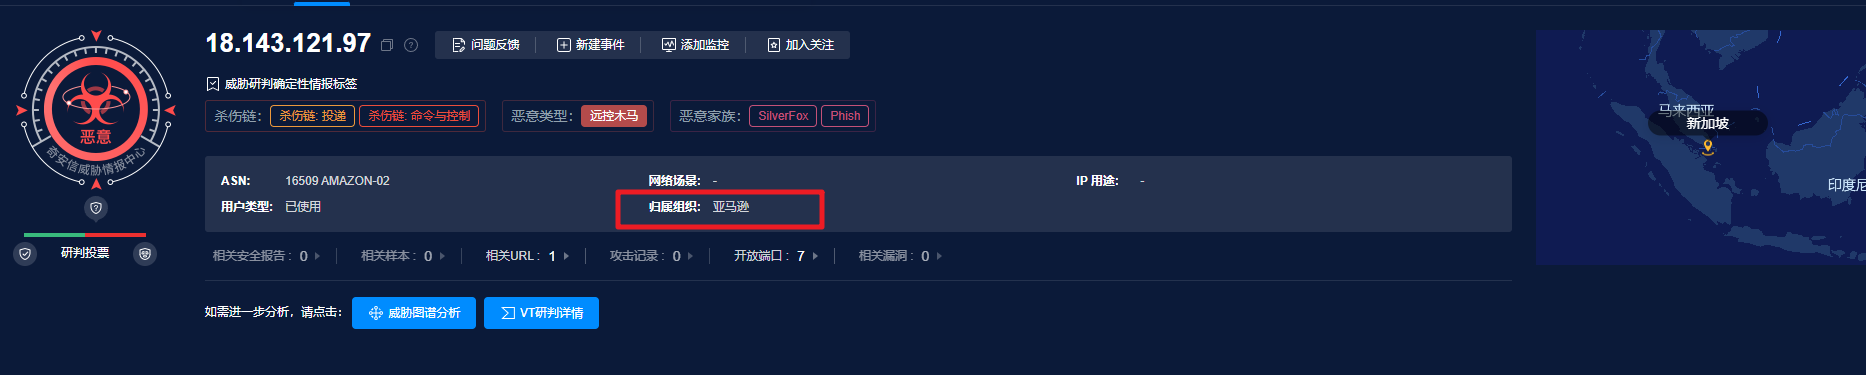 18.143.121.97
问题反馈 新建事件 添加监控 加入关注
威胁研判确定性情报标签
杀伤链: 杀伤链: 投递 杀伤链: 命令与控制 恶意类型: 远控木马 恶意家族: SilverFox Phish
恶意
奇安信威胁情报中心
ASN: 16509 AMAZON-02 网络场景: - IP 用途: -
用户类型: 已使用 归属组织: 亚马逊
研判投票
相关安全报告: 0 相关样本: 0 相关URL: 1 攻击记录: 0 开放端口: 7 相关漏洞: 0
如需进一步分析，请点击: 威胁图谱分析 VT研判详情
马来西亚
新加坡
印度尼